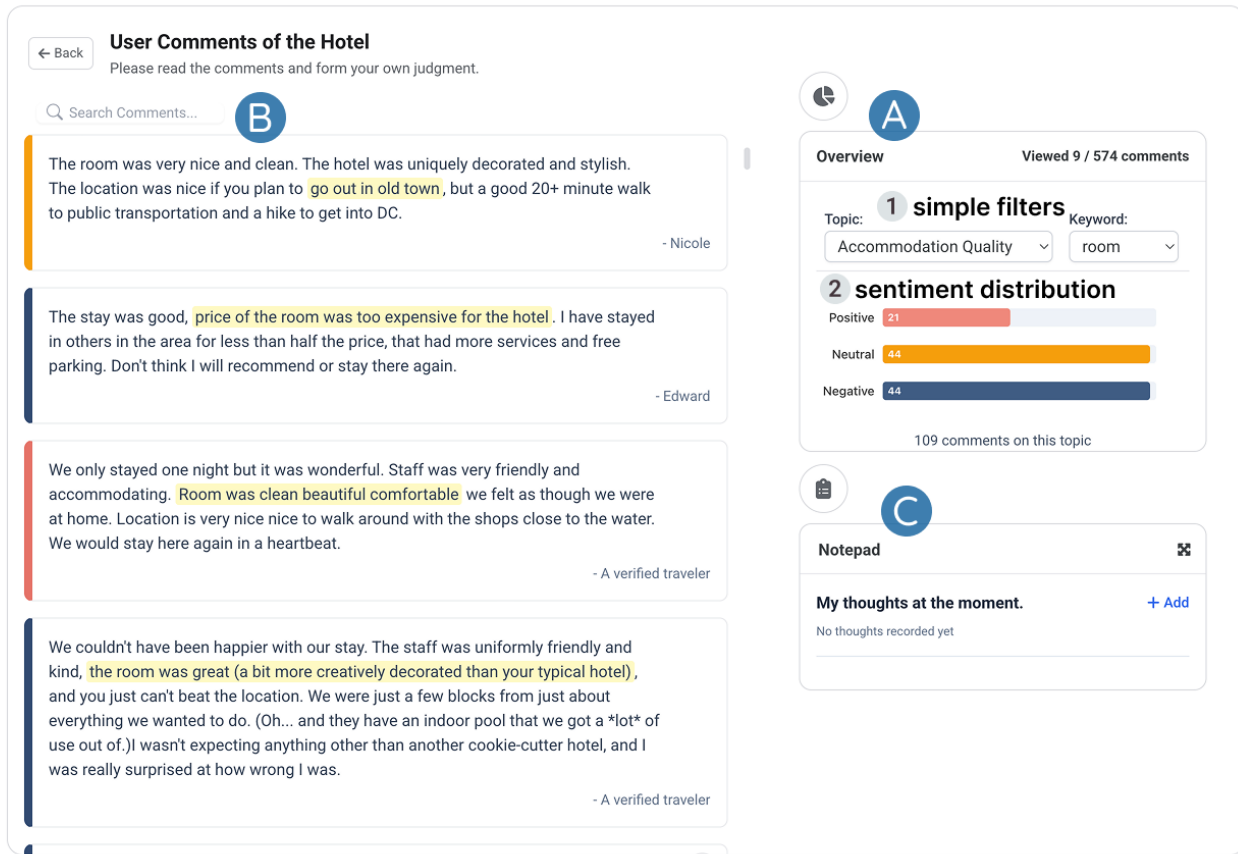 Back
User Comments of the Hotel
Please read the comments and form your own judgment.
Search Comments...
B
The room was very nice and clean. The hotel was uniquely decorated and stylish.
The location was nice if you plan to go out in old town, but a good 20+ minute walk
to public transportation and a hike to get into DC.
- Nicole
The stay was good, price of the room was too expensive for the hotel. I have stayed
in others in the area for less than half the price, that had more services and free
parking. Don't think I will recommend or stay there again.
- Edward
We only stayed one night but it was wonderful. Staff was very friendly and
accommodating. Room was clean beautiful comfortable we felt as though we were
at home. Location is very nice nice to walk around with the shops close to the water.
We would stay here again in a heartbeat.
- A verified traveler
We couldn't have been happier with our stay. The staff was uniformly friendly and
kind, the room was great (a bit more creatively decorated than your typical hotel),
and you just can't beat the location. We were just a few blocks from just about
everything we wanted to do. (Oh... and they have an indoor pool that we got a *lot* of
use out of.)I wasn't expecting anything other than another cookie-cutter hotel, and I
was really surprised at how wrong I was.
- A verified traveler
A
Overview Viewed 9 / 574 comments
1 simple filters
Topic: Keyword:
Accommodation Quality room
2 sentiment distribution
Positive 21
Neutral 44
Negative 44
109 comments on this topic
C
Notepad
My thoughts at the moment. + Add
No thoughts recorded yet